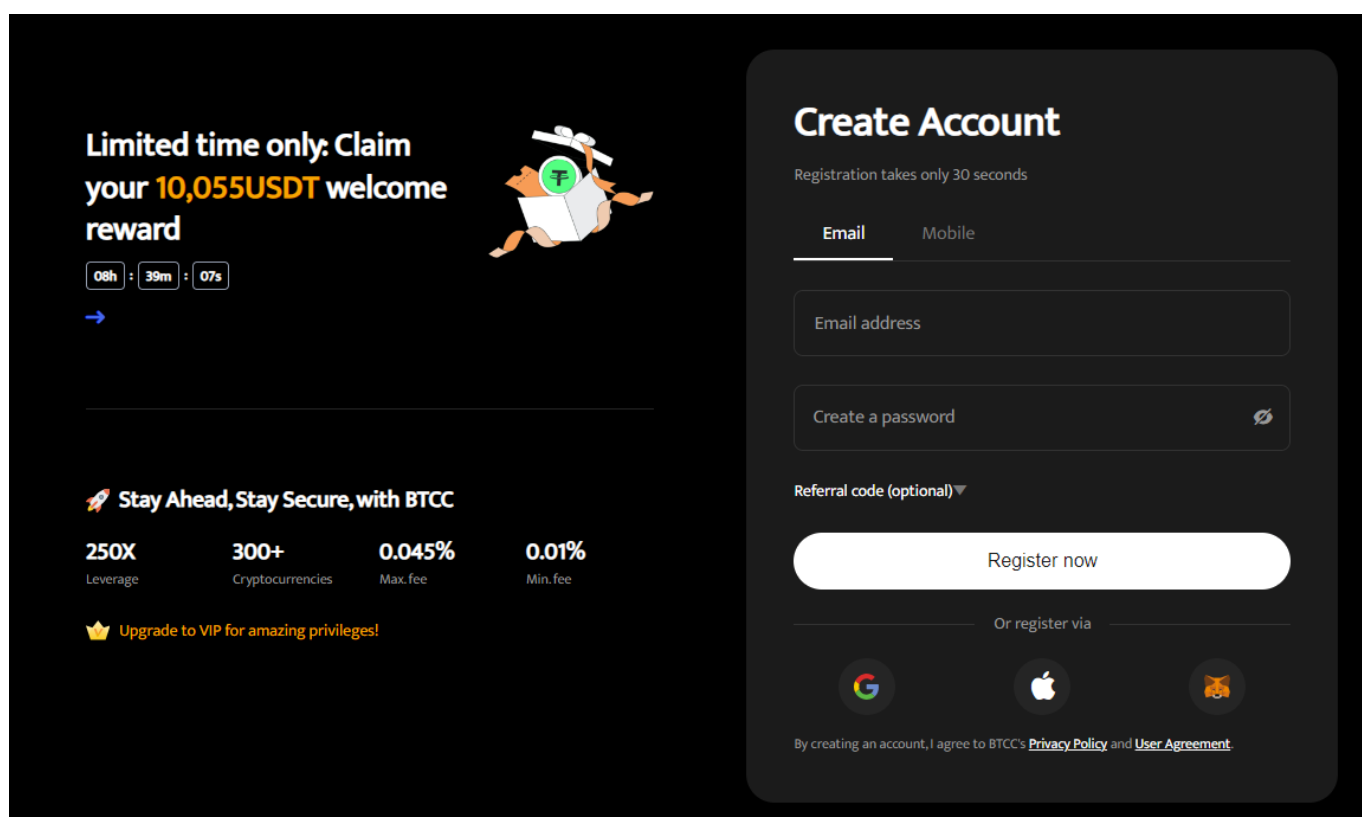 Limited time only: Claim
your 10,055USDT welcome
reward
08h : 39m : 07s
Stay Ahead, Stay Secure, with BTCC
250X 300+ 0.045% 0.01%
Leverage Cryptocurrencies Max. fee Min. fee
Upgrade to VIP for amazing privileges!
Create Account
Registration takes only 30 seconds
Email Mobile
Email address
Create a password
Referral code (optional)
Register now
Or register via
By creating an account, I agree to BTCC's Privacy Policy and User Agreement.